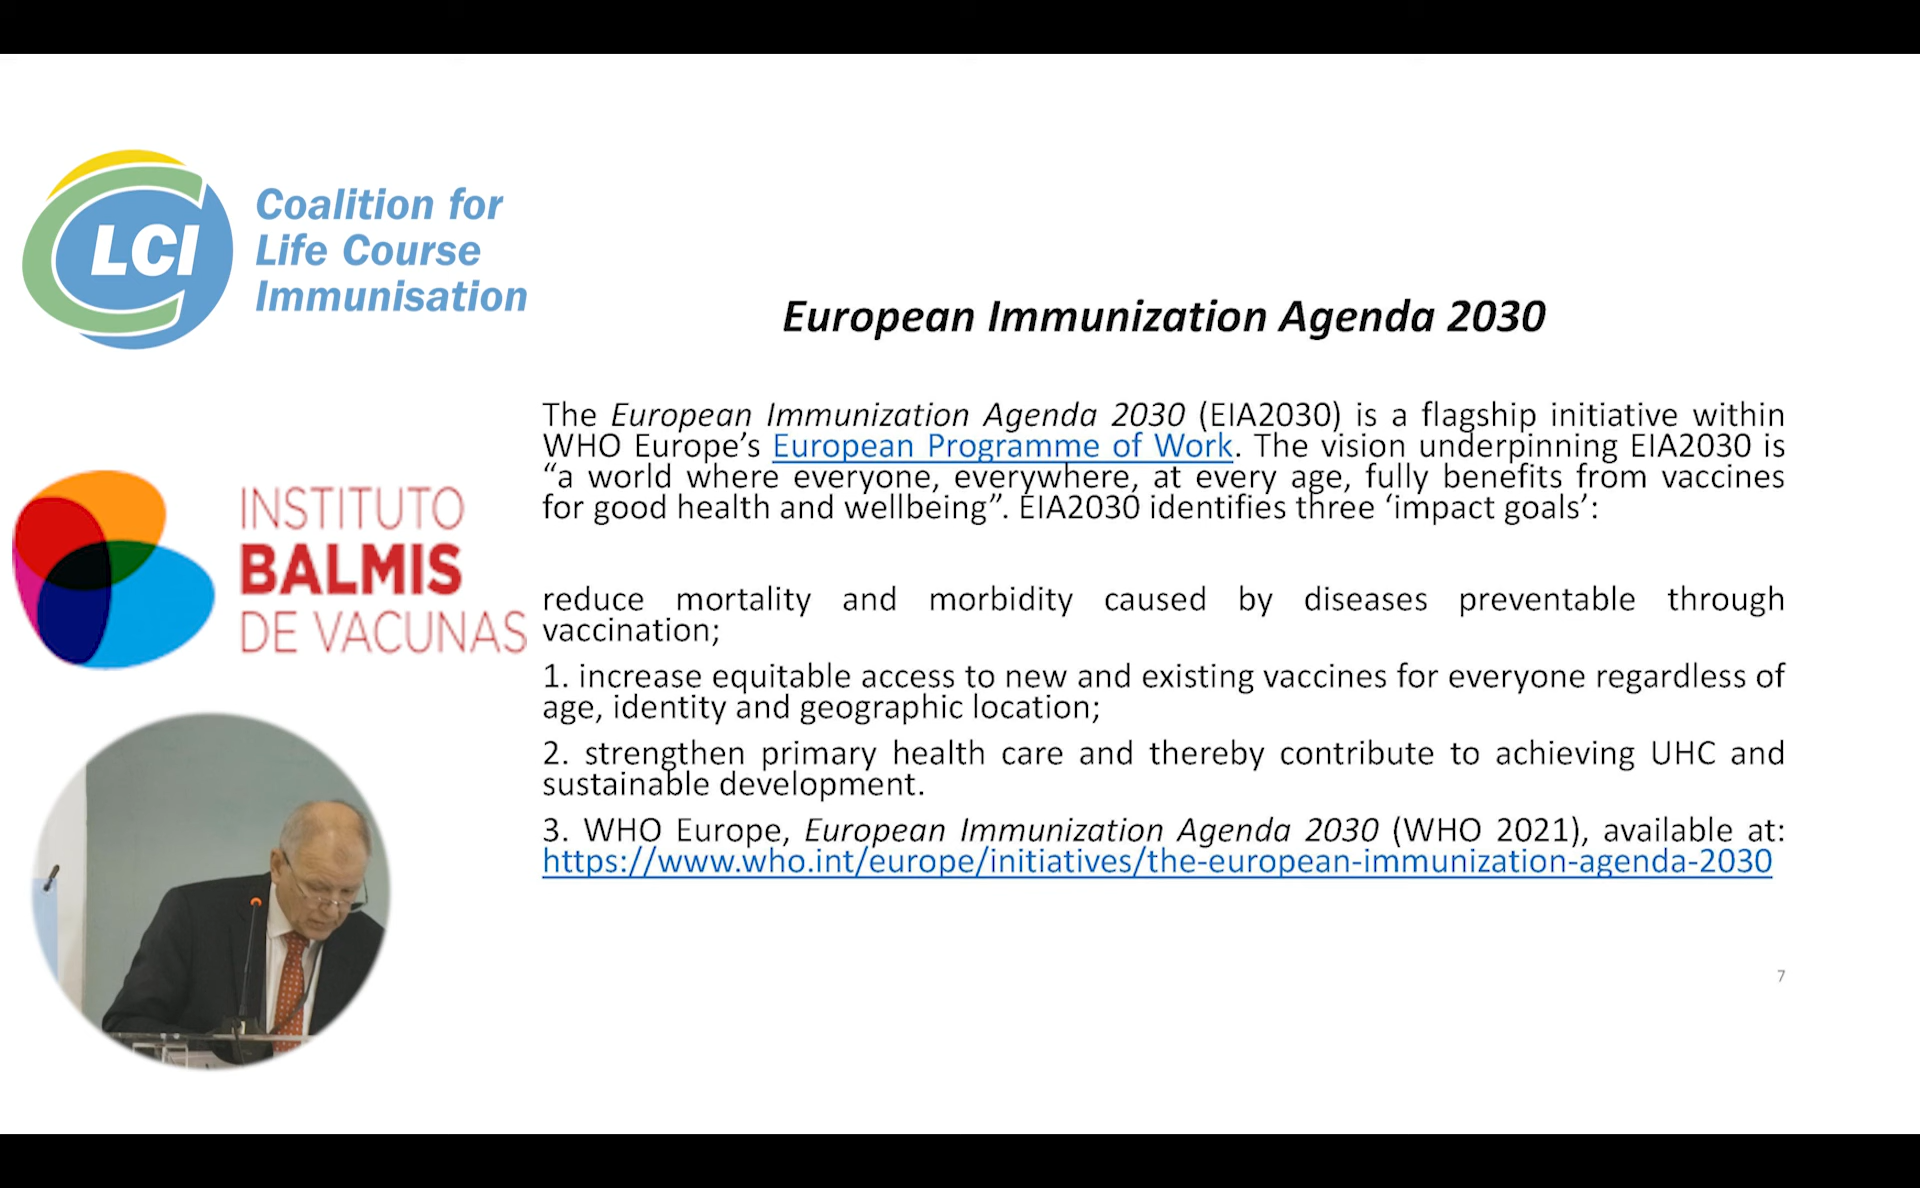 LCI
Coalition for
Life Course
Immunisation
INSTITUTO
BALMIS
DE VACUNAS
European Immunization Agenda 2030
The European Immunization Agenda 2030 (EIA2030) is a flagship initiative within
WHO Europe’s European Programme of Work. The vision underpinning EIA2030 is
“a world where everyone, everywhere, at every age, fully benefits from vaccines
for good health and wellbeing”. EIA2030 identifies three ‘impact goals’:
reduce mortality and morbidity caused by diseases preventable through
vaccination;
1. increase equitable access to new and existing vaccines for everyone regardless of
age, identity and geographic location;
2. strengthen primary health care and thereby contribute to achieving UHC and
sustainable development.
3. WHO Europe, European Immunization Agenda 2030 (WHO 2021), available at:
https://www.who.int/europe/initiatives/the-european-immunization-agenda-2030
7